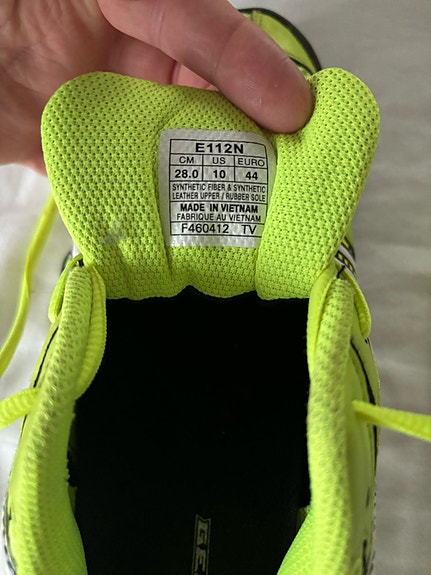 E112N
CM US EURO
28.0 10 44
SYNTHETIC FIBER & SYNTHETIC
LEATHER UPPER / RUBBER SOLE
MADE IN VIETNAM
FABRIQUE AU VIETNAM
F460412 TV